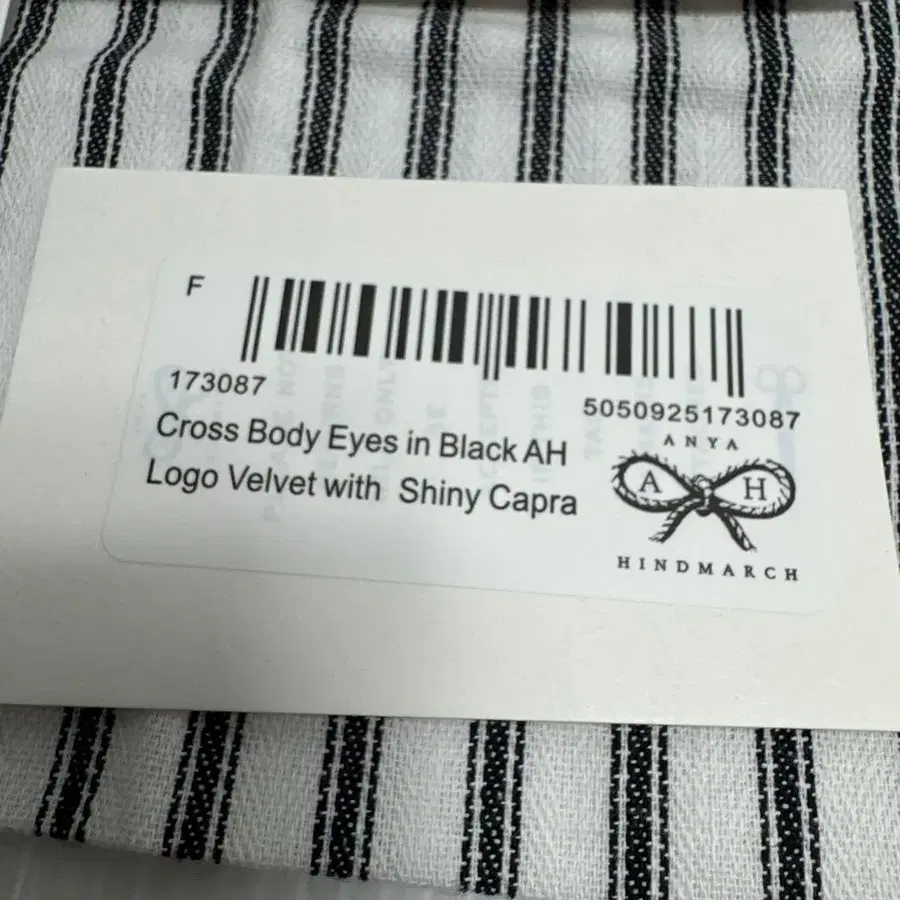 F
173087
5050925173087
Cross Body Eyes in Black AH
Logo Velvet with Shiny Capra
ANYA
A H
HINDMARCH